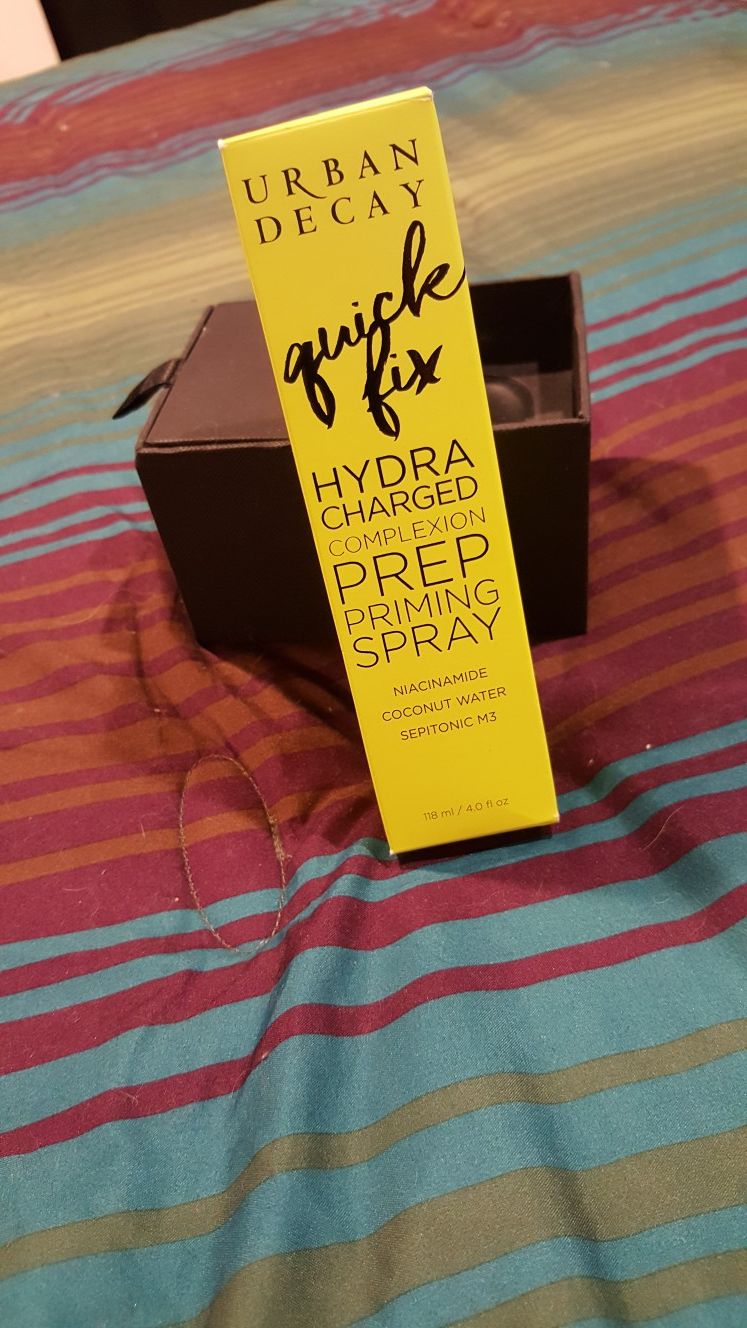 URBAN
DECAY
quick
fix
HYDRA
CHARGED
COMPLEXION
PREP
PRIMING
SPRAY
NIACINAMIDE
COCONUT WATER
SEPITONIC M3
118 ml / 4.0 fl oz